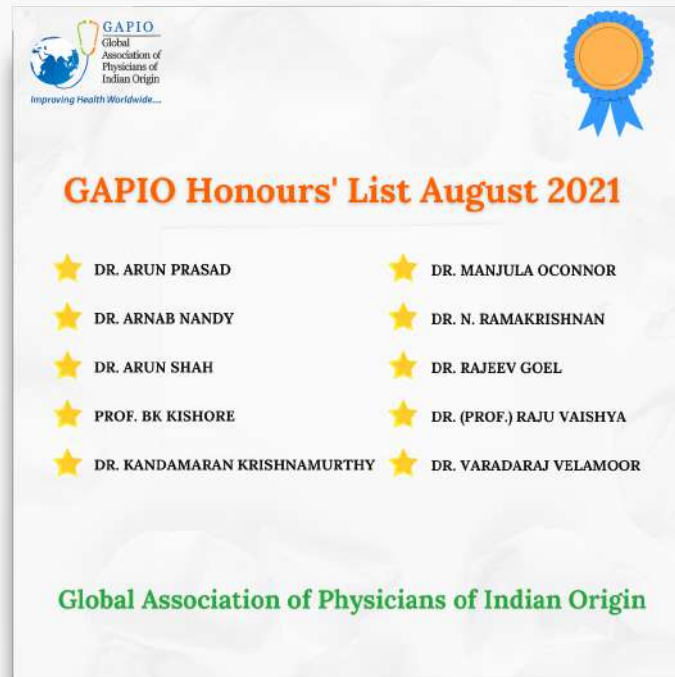 GAPIO
Global
Association of
Physicians of
Indian Origin
Improving Health Worldwide....
GAPIO Honours' List August 2021
DR. ARUN PRASAD
DR. ARNAB NANDY
DR. ARUN SHAH
PROF. BK KISHORE
DR. KANDAMARAN KRISHNAMURTHY
DR. MANJULA OCONNOR
DR. N. RAMAKRISHNAN
DR. RAJEEV GOEL
DR. (PROF.) RAJU VAISHYA
DR. VARADARAJ VELAMOOR
Global Association of Physicians of Indian Origin